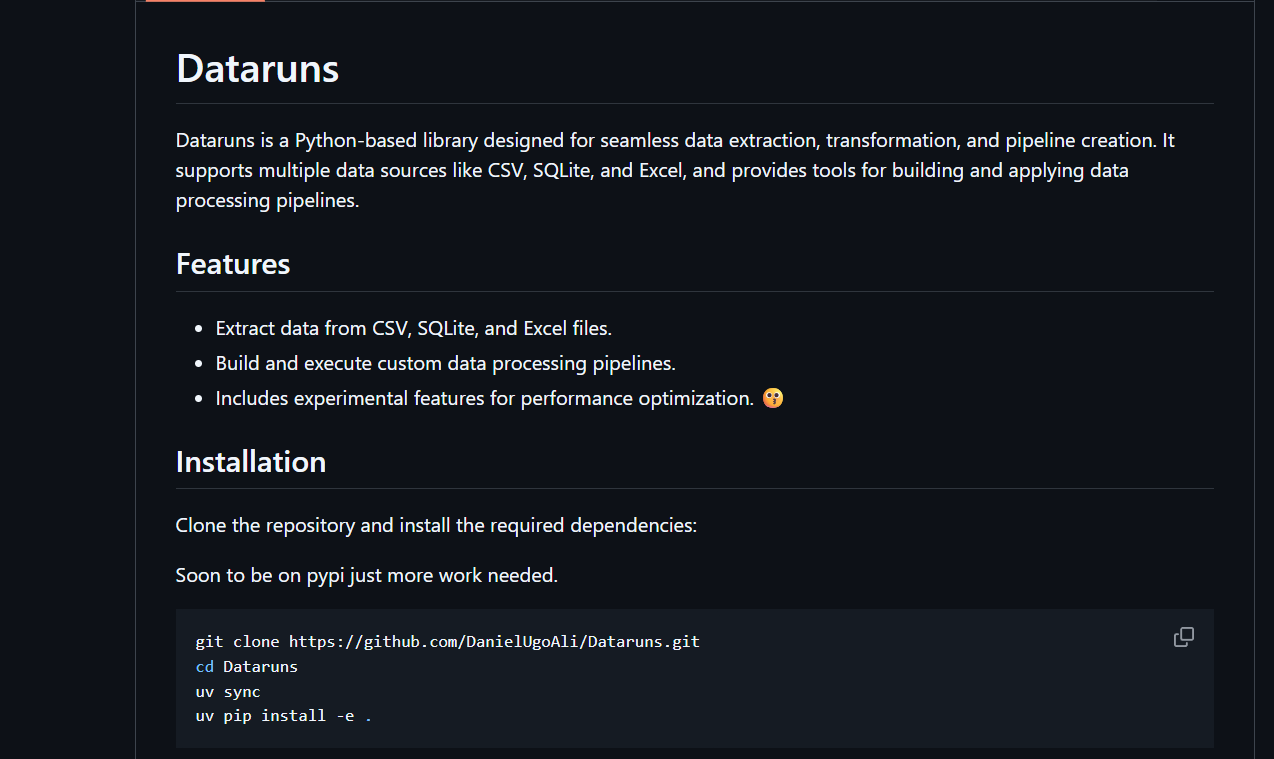 Dataruns
Dataruns is a Python-based library designed for seamless data extraction, transformation, and pipeline creation. It
supports multiple data sources like CSV, SQLite, and Excel, and provides tools for building and applying data
processing pipelines.
Features
• Extract data from CSV, SQLite, and Excel files.
• Build and execute custom data processing pipelines.
• Includes experimental features for performance optimization. 😗
Installation
Clone the repository and install the required dependencies:
Soon to be on pypi just more work needed.
git clone https://github.com/DanielUgoAli/Dataruns.git
cd Dataruns
uv sync
uv pip install -e .